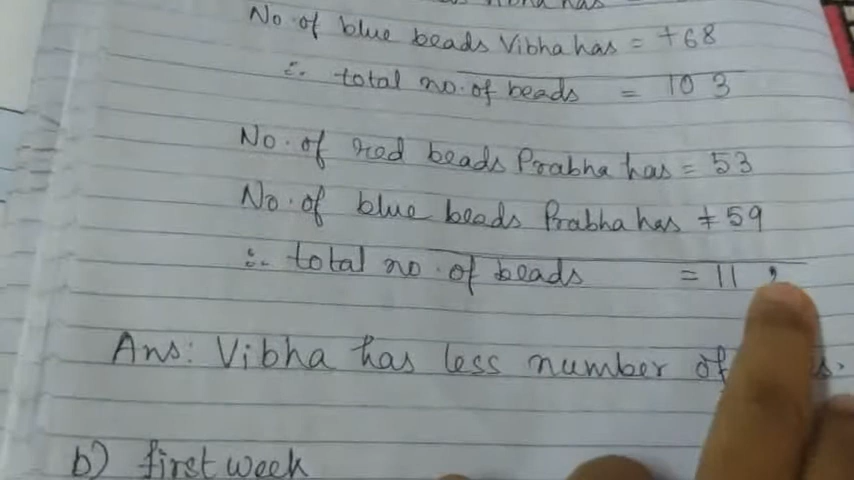 No. of blue beads Vibha has = +68
∴ total no. of beads = 103
No. of red beads Prabha has = 53
No. of blue beads Prabha has + 59
∴ total no. of beads = 11
Ans: Vibha has less number of
b) first week